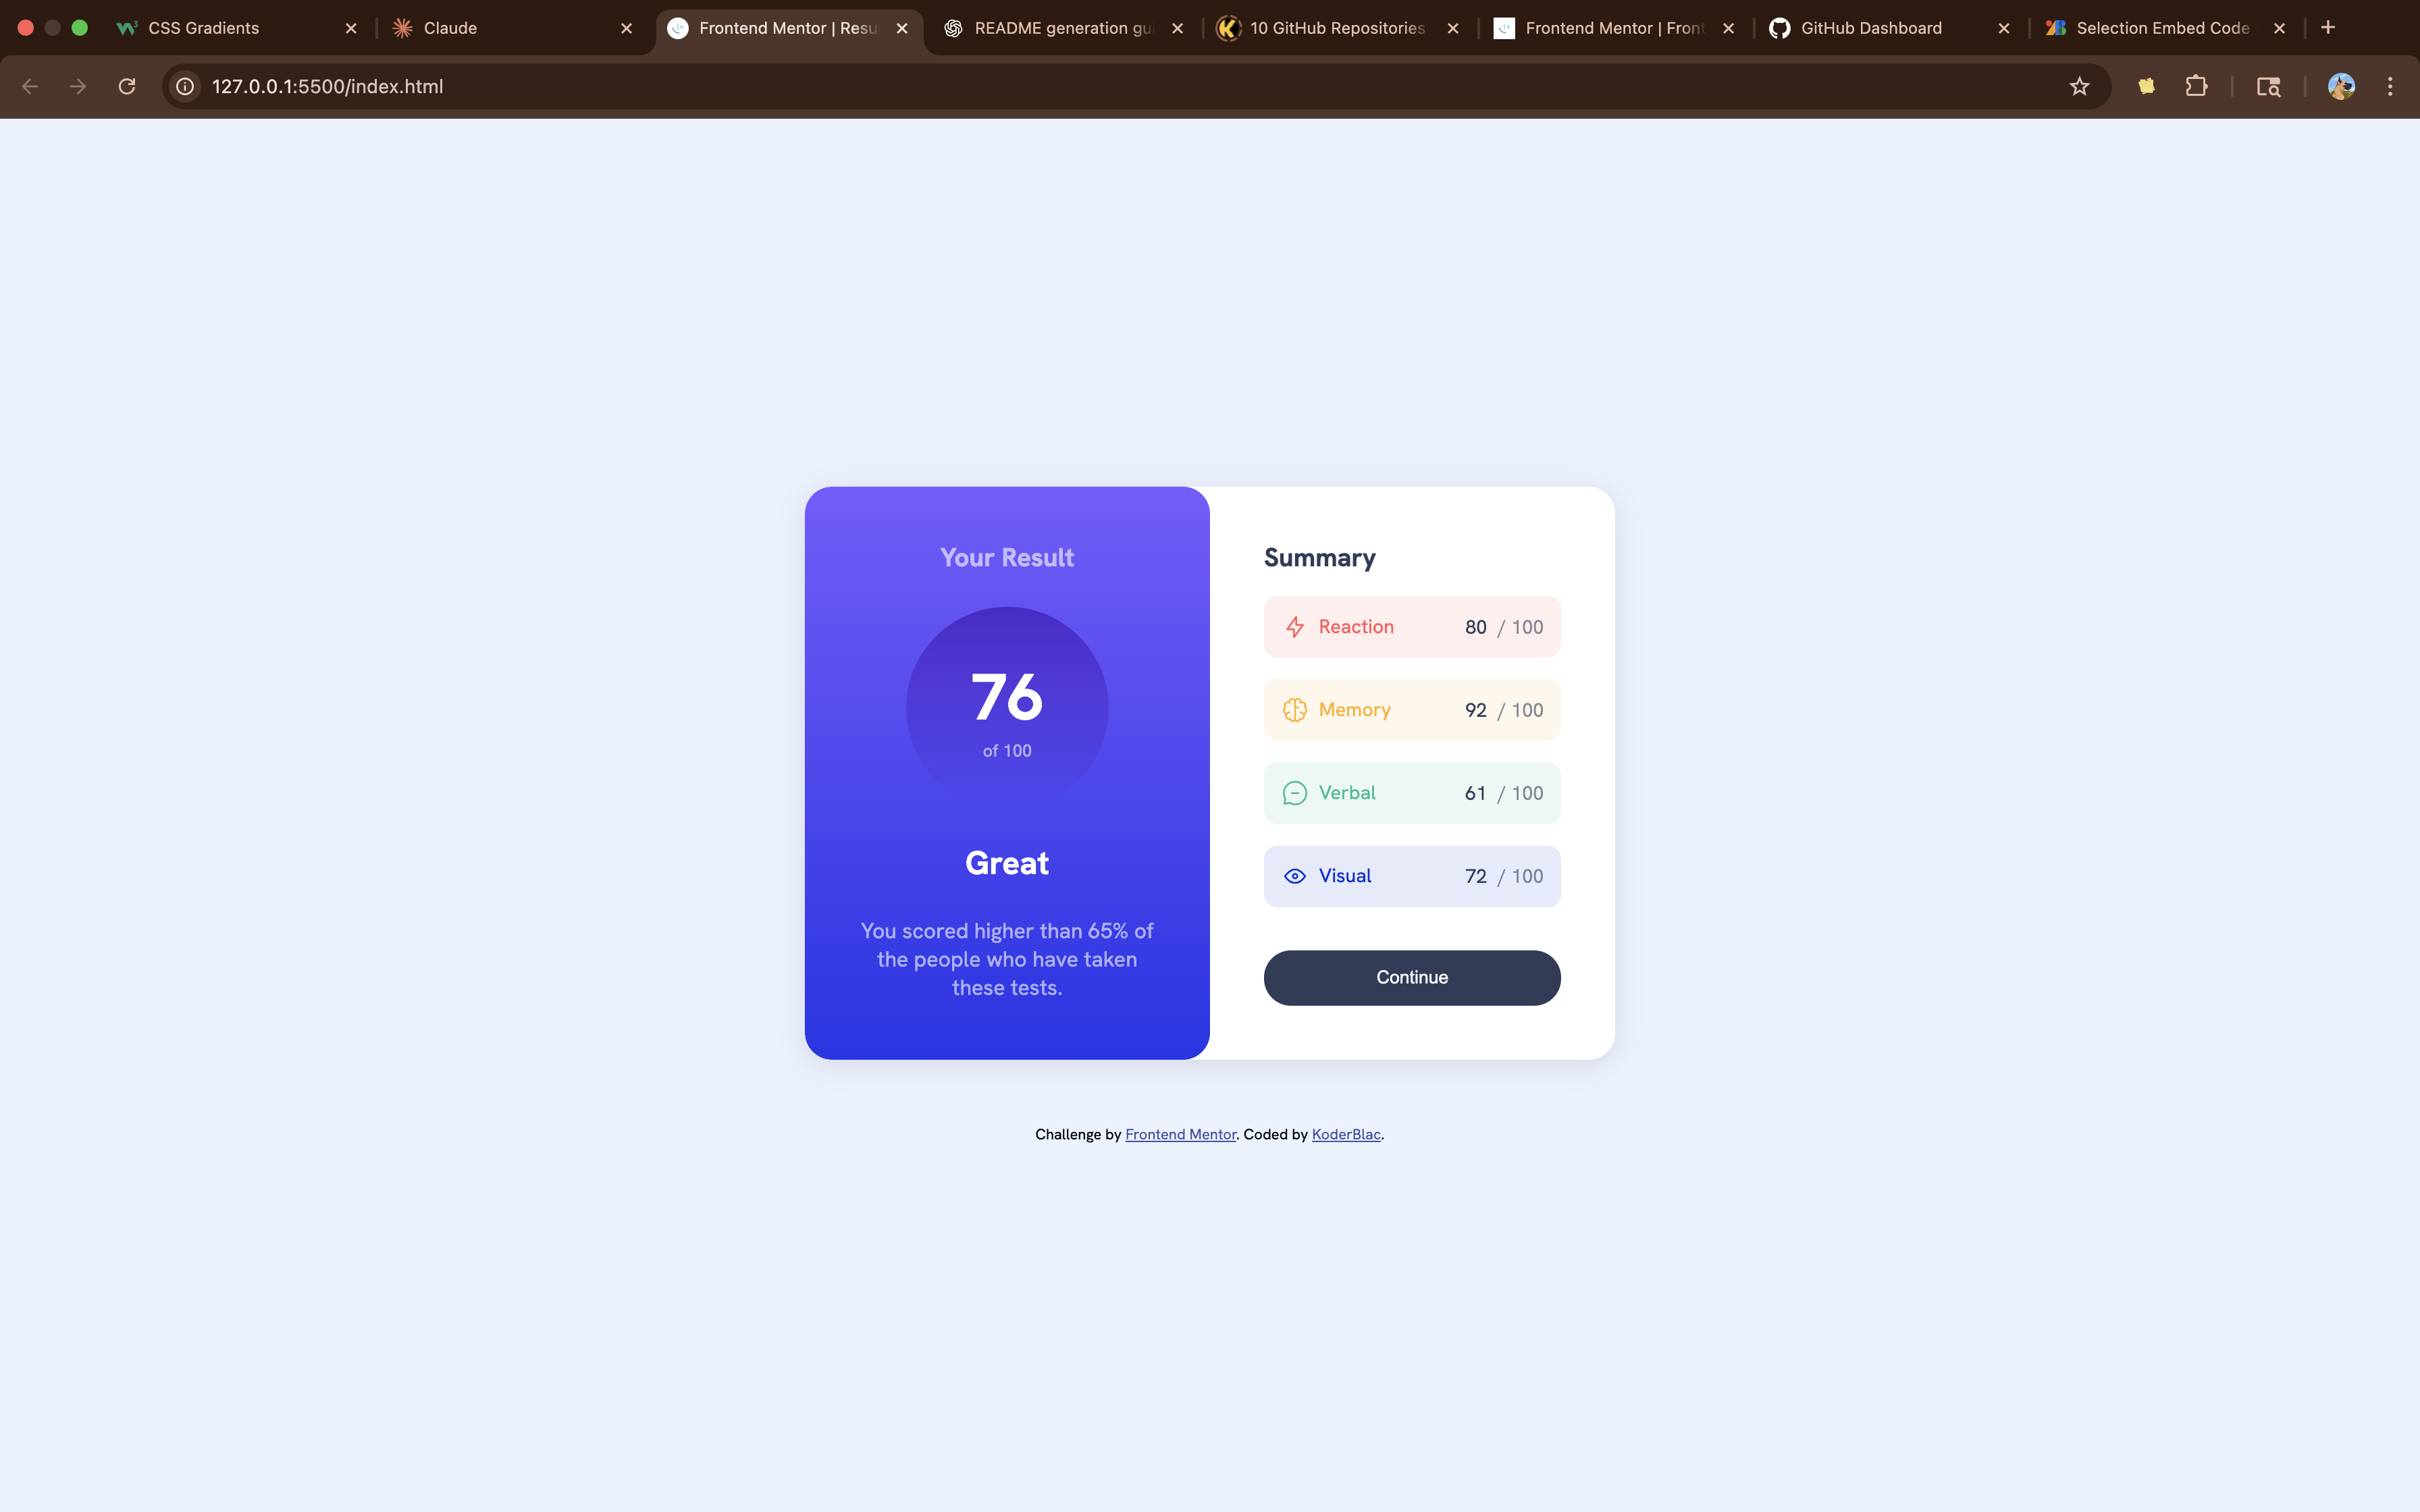 CSS Gradients
Claude
Frontend Mentor | Resu
README generation gui
10 GitHub Repositories
Frontend Mentor | Front
GitHub Dashboard
Selection Embed Code
127.0.0.1:5500/index.html
Your Result
76
of 100
Great
You scored higher than 65% of
the people who have taken
these tests.
Summary
Reaction 80 / 100
Memory 92 / 100
Verbal 61 / 100
Visual 72 / 100
Continue
Challenge by Frontend Mentor. Coded by KoderBlac.